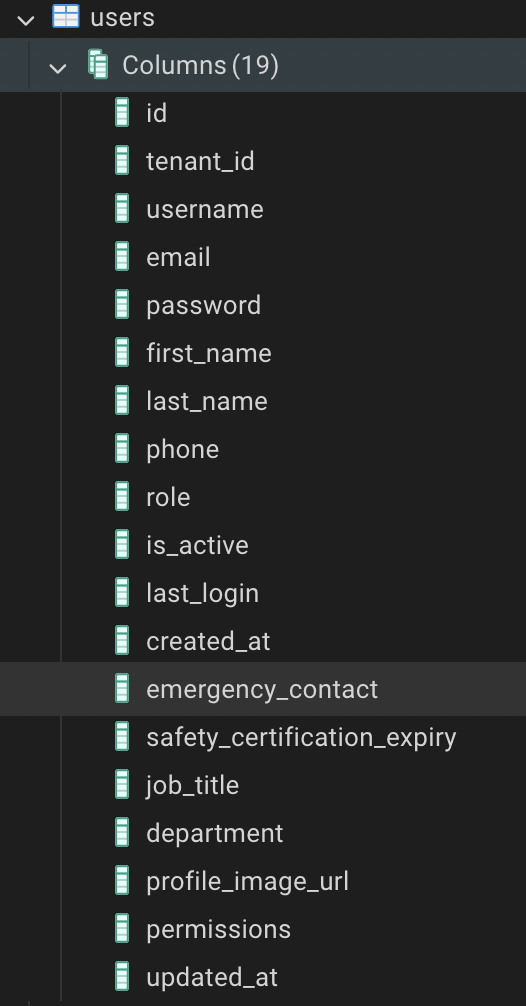 users
Columns (19)
id
tenant_id
username
email
password
first_name
last_name
phone
role
is_active
last_login
created_at
emergency_contact
safety_certification_expiry
job_title
department
profile_image_url
permissions
updated_at